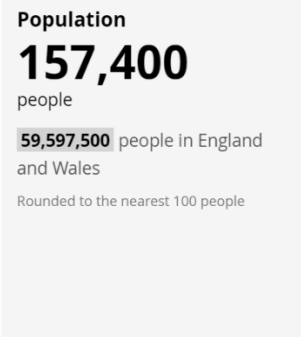 Population
157,400
people
59,597,500 people in England
and Wales
Rounded to the nearest 100 people